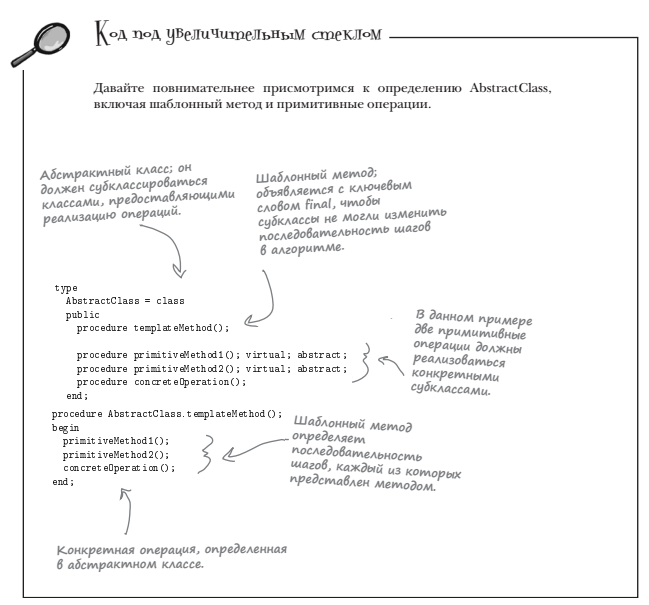 Код под увеличительным стеклом
Давайте повнимательнее присмотримся к определению AbstractClass,
включая шаблонный метод и примитивные операции.
Абстрактный класс; он
должен субклассироваться
классами, предоставляющими
реализацию операций.
Шаблонный метод;
объявляется с ключевым
словом final, чтобы
субклассы не могли изменить
последовательность шагов
в алгоритме.
type
AbstractClass = class
public
procedure templateMethod();
procedure primitiveMethod1(); virtual; abstract;
procedure primitiveMethod2(); virtual; abstract;
procedure concreteOperation();
end;
В данном примере
две примитивные
операции должны
реализоваться
конкретными
субклассами.
procedure AbstractClass.templateMethod();
begin
primitiveMethod1();
primitiveMethod2();
concreteOperation();
end;
Шаблонный метод
определяет
последовательность
шагов, каждый из которых
представлен методом.
Конкретная операция, определенная
в абстрактном классе.